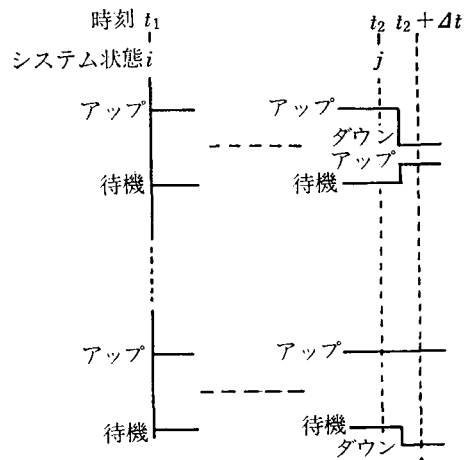 時刻 t₁ t₂ t₂+Δt
システム状態 i j
アップ アップ
ダウン
アップ
待機 待機
アップ アップ
待機 待機
ダウン